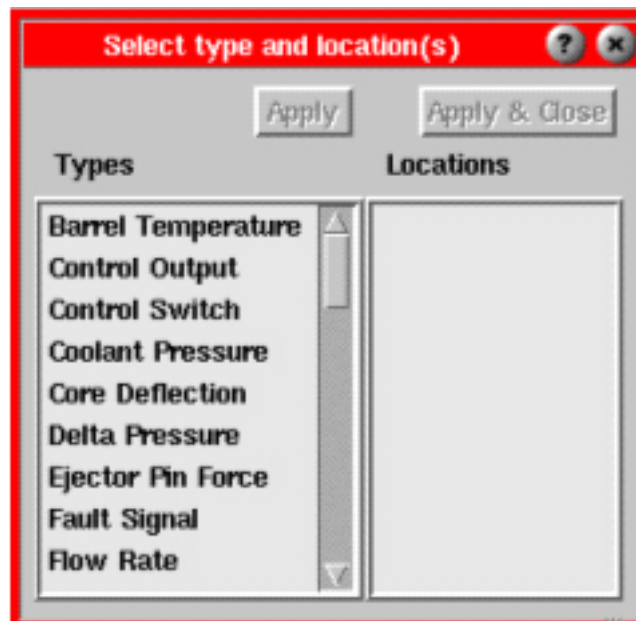 Select type and location(s) ? ×
Apply Apply & Close
Types Locations
Barrel Temperature
Control Output
Control Switch
Coolant Pressure
Core Deflection
Delta Pressure
Ejector Pin Force
Fault Signal
Flow Rate